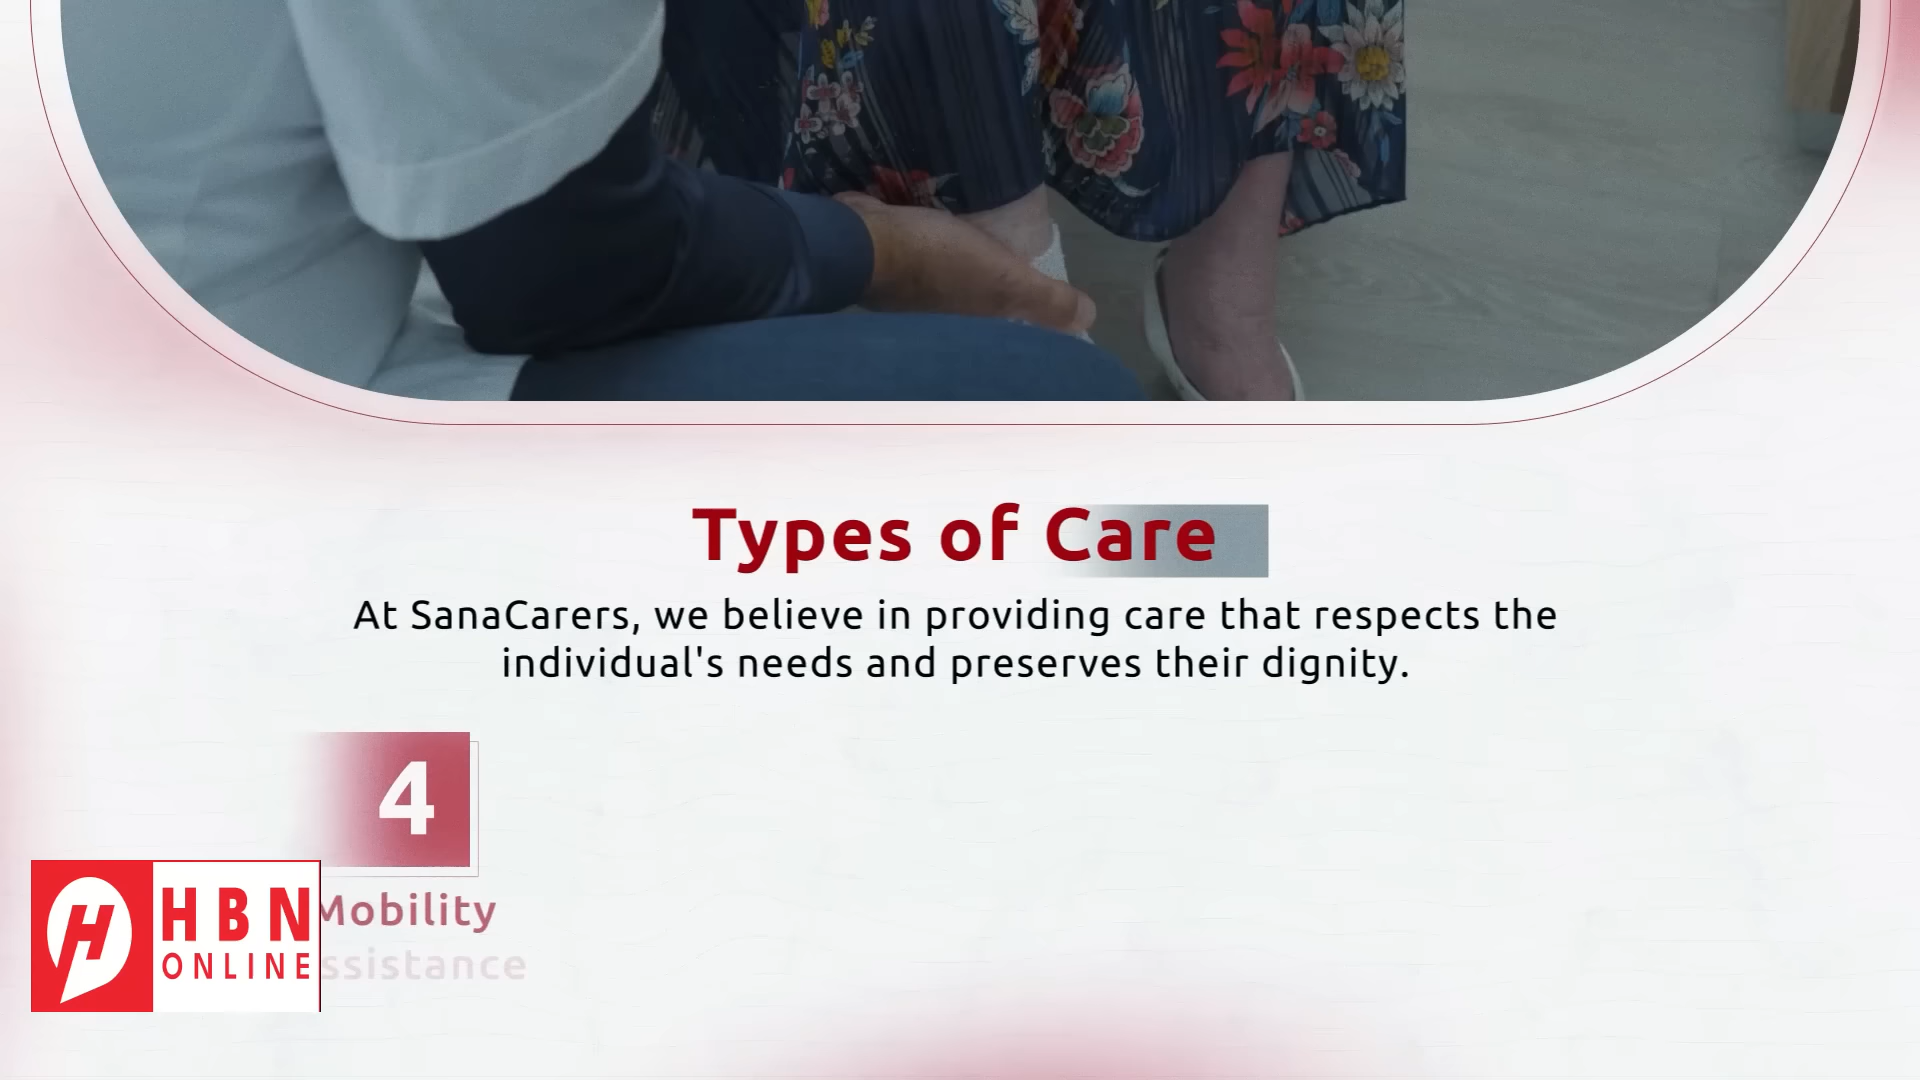 Types of Care
At SanaCarers, we believe in providing care that respects the
individual's needs and preserves their dignity.
4
Mobility
ssistance
H
HBN
ONLINE